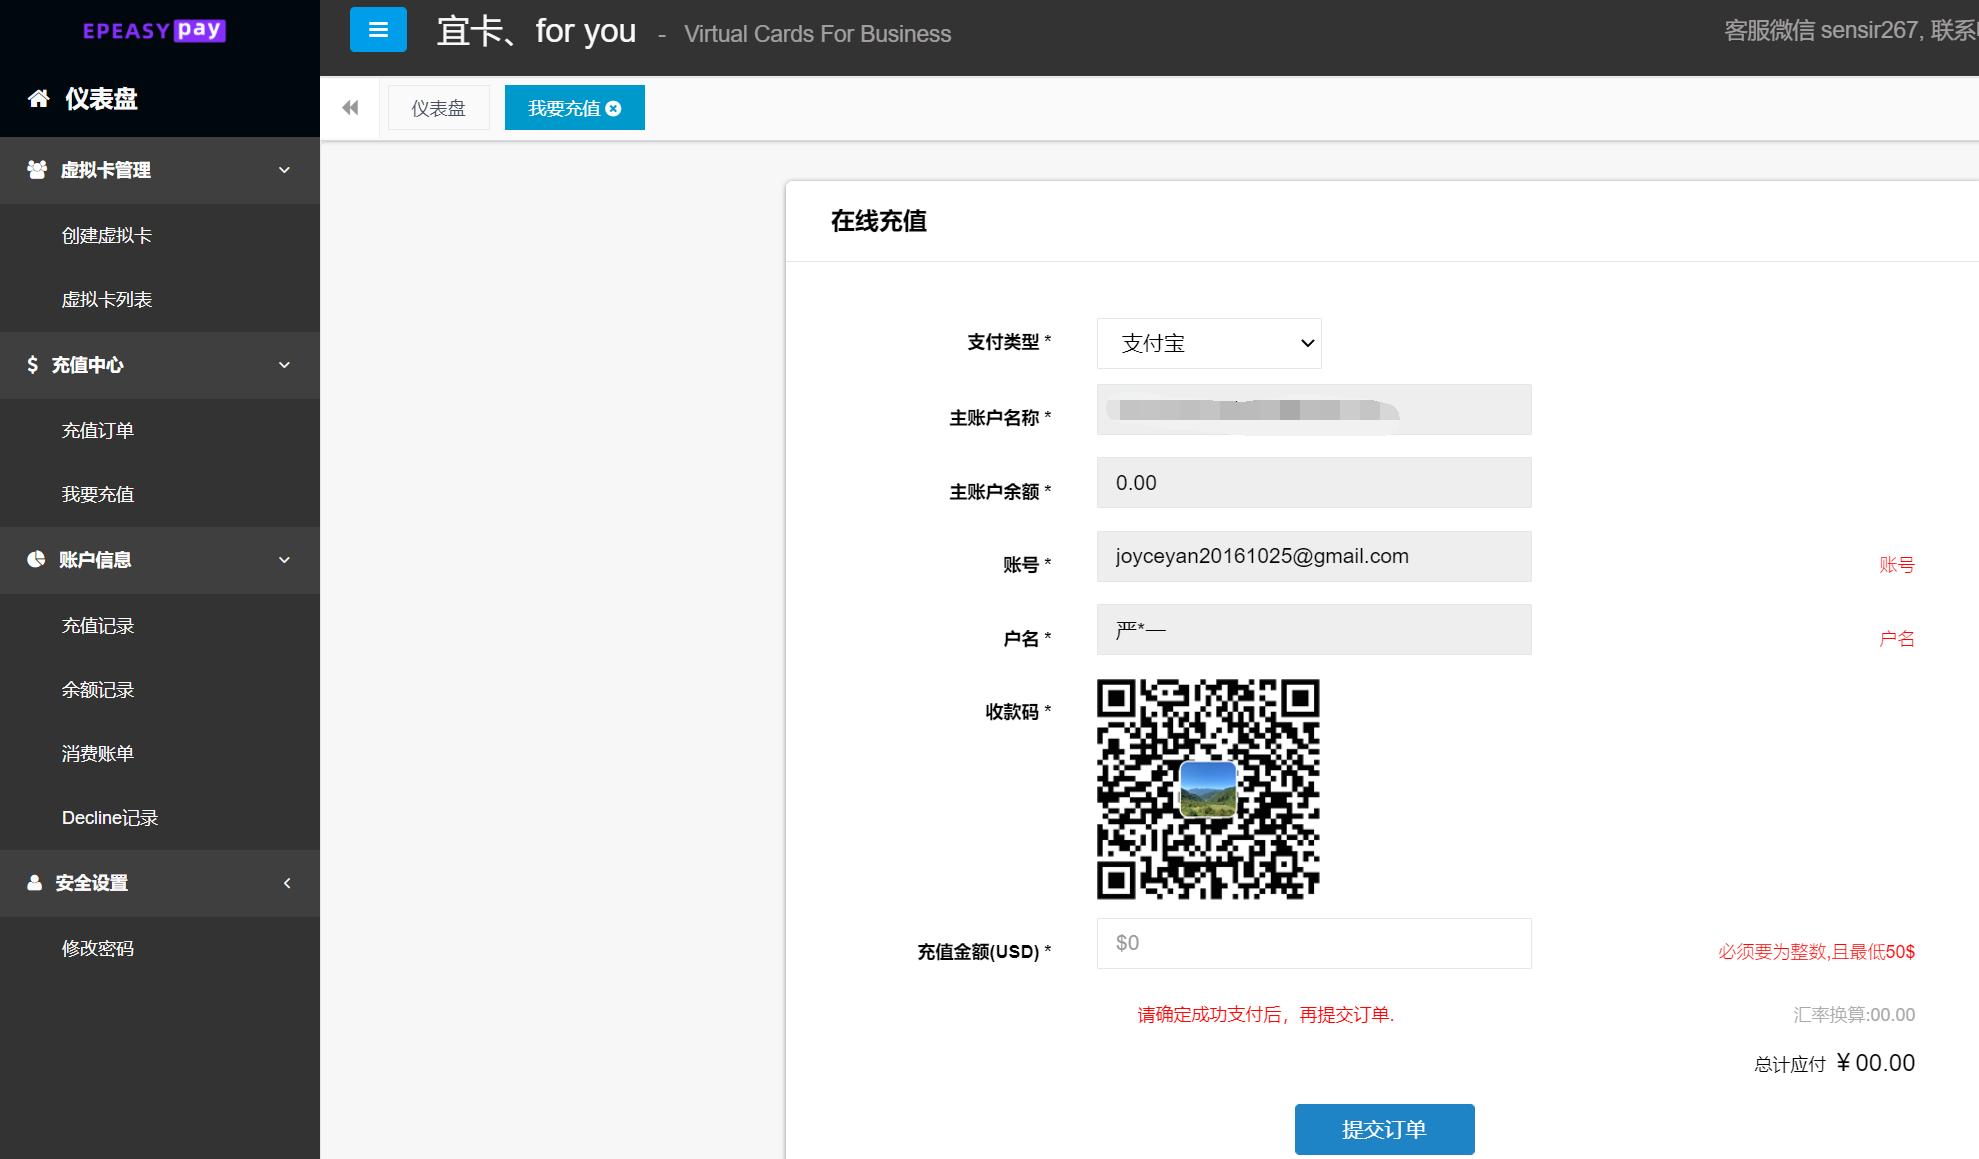 EPEASY pay
仪表盘
虚拟卡管理
创建虚拟卡
虚拟卡列表
$ 充值中心
充值订单
我要充值
账户信息
充值记录
余额记录
消费账单
Decline记录
安全设置
修改密码
宜卡、for you - Virtual Cards For Business
客服微信 sensir267, 联系
仪表盘
我要充值
在线充值
支付类型 *
支付宝
主账户名称 *
主账户余额 *
0.00
账号 *
joyceyan20161025@gmail.com
账号
户名 *
严*一
户名
收款码 *
充值金额(USD) *
$0
必须要为整数,且最低50$
请确定成功支付后，再提交订单.
汇率换算:00.00
总计应付 ¥ 00.00
提交订单